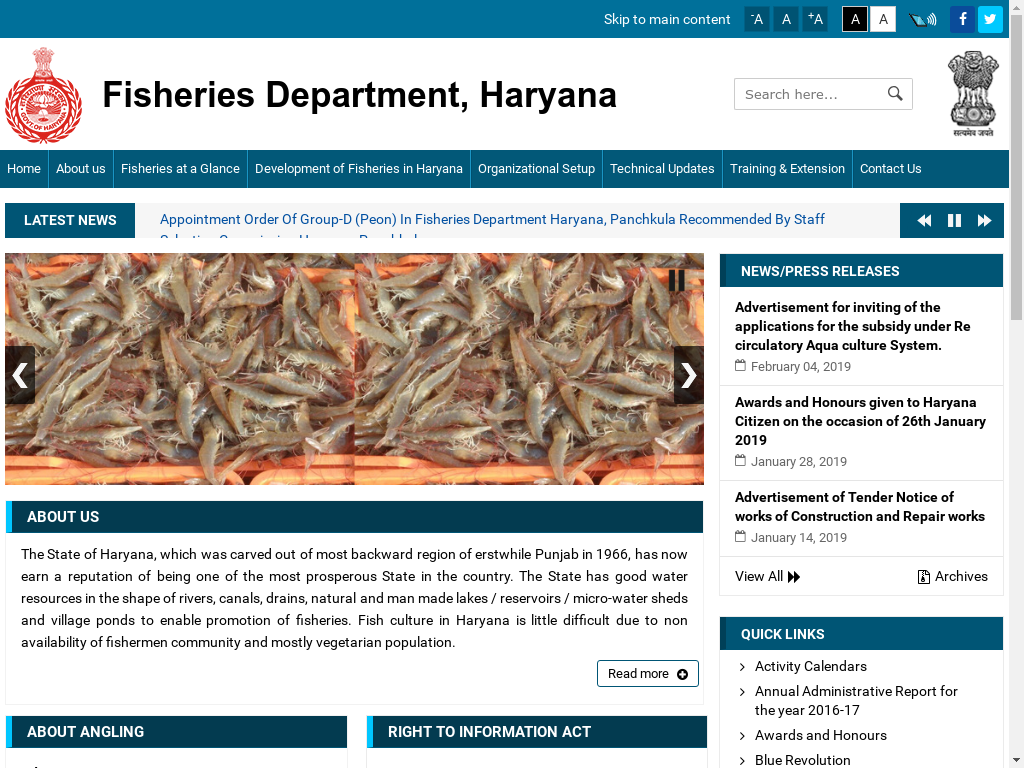 Skip to main content
-A
A
+A
A
A
Fisheries Department, Haryana
Search here...
सत्यमेव जयते
Home
About us
Fisheries at a Glance
Development of Fisheries in Haryana
Organizational Setup
Technical Updates
Training & Extension
Contact Us
LATEST NEWS
Appointment Order Of Group-D (Peon) In Fisheries Department Haryana, Panchkula Recommended By Staff
NEWS/PRESS RELEASES
Advertisement for inviting of the
applications for the subsidy under Re
circulatory Aqua culture System.
February 04, 2019
Awards and Honours given to Haryana
Citizen on the occasion of 26th January
2019
January 28, 2019
Advertisement of Tender Notice of
works of Construction and Repair works
January 14, 2019
View All
Archives
ABOUT US
The State of Haryana, which was carved out of most backward region of erstwhile Punjab in 1966, has now
earn a reputation of being one of the most prosperous State in the country. The State has good water
resources in the shape of rivers, canals, drains, natural and man made lakes / reservoirs / micro-water sheds
and village ponds to enable promotion of fisheries. Fish culture in Haryana is little difficult due to non
availability of fishermen community and mostly vegetarian population.
Read more
QUICK LINKS
Activity Calendars
Annual Administrative Report for
the year 2016-17
Awards and Honours
Blue Revolution
ABOUT ANGLING
RIGHT TO INFORMATION ACT